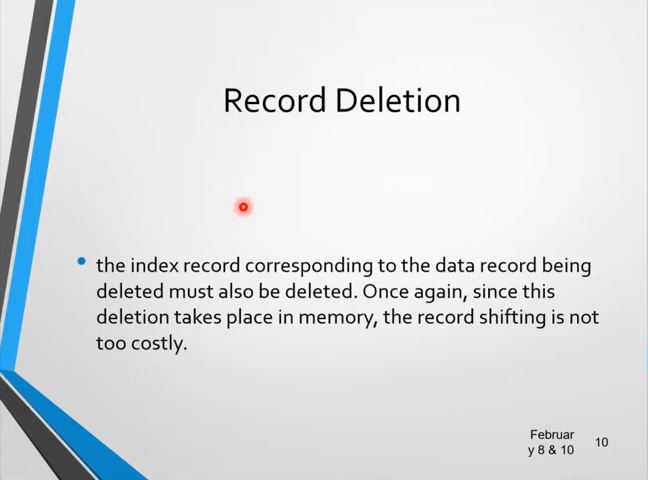 Record Deletion
• the index record corresponding to the data record being
deleted must also be deleted. Once again, since this
deletion takes place in memory, the record shifting is not
too costly.
Februar
y 8 & 10
10